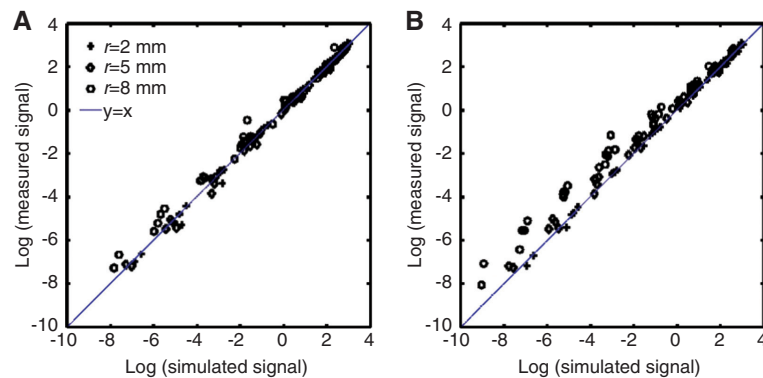 A
B
r=2 mm
r=5 mm
r=8 mm
y=x
4
2
0
-2
-4
-6
-8
-10
-10 -8 -6 -4 -2 0 2 4
Log (measured signal)
Log (simulated signal)
4
2
0
-2
-4
-6
-8
-10
-10 -8 -6 -4 -2 0 2 4
Log (measured signal)
Log (simulated signal)